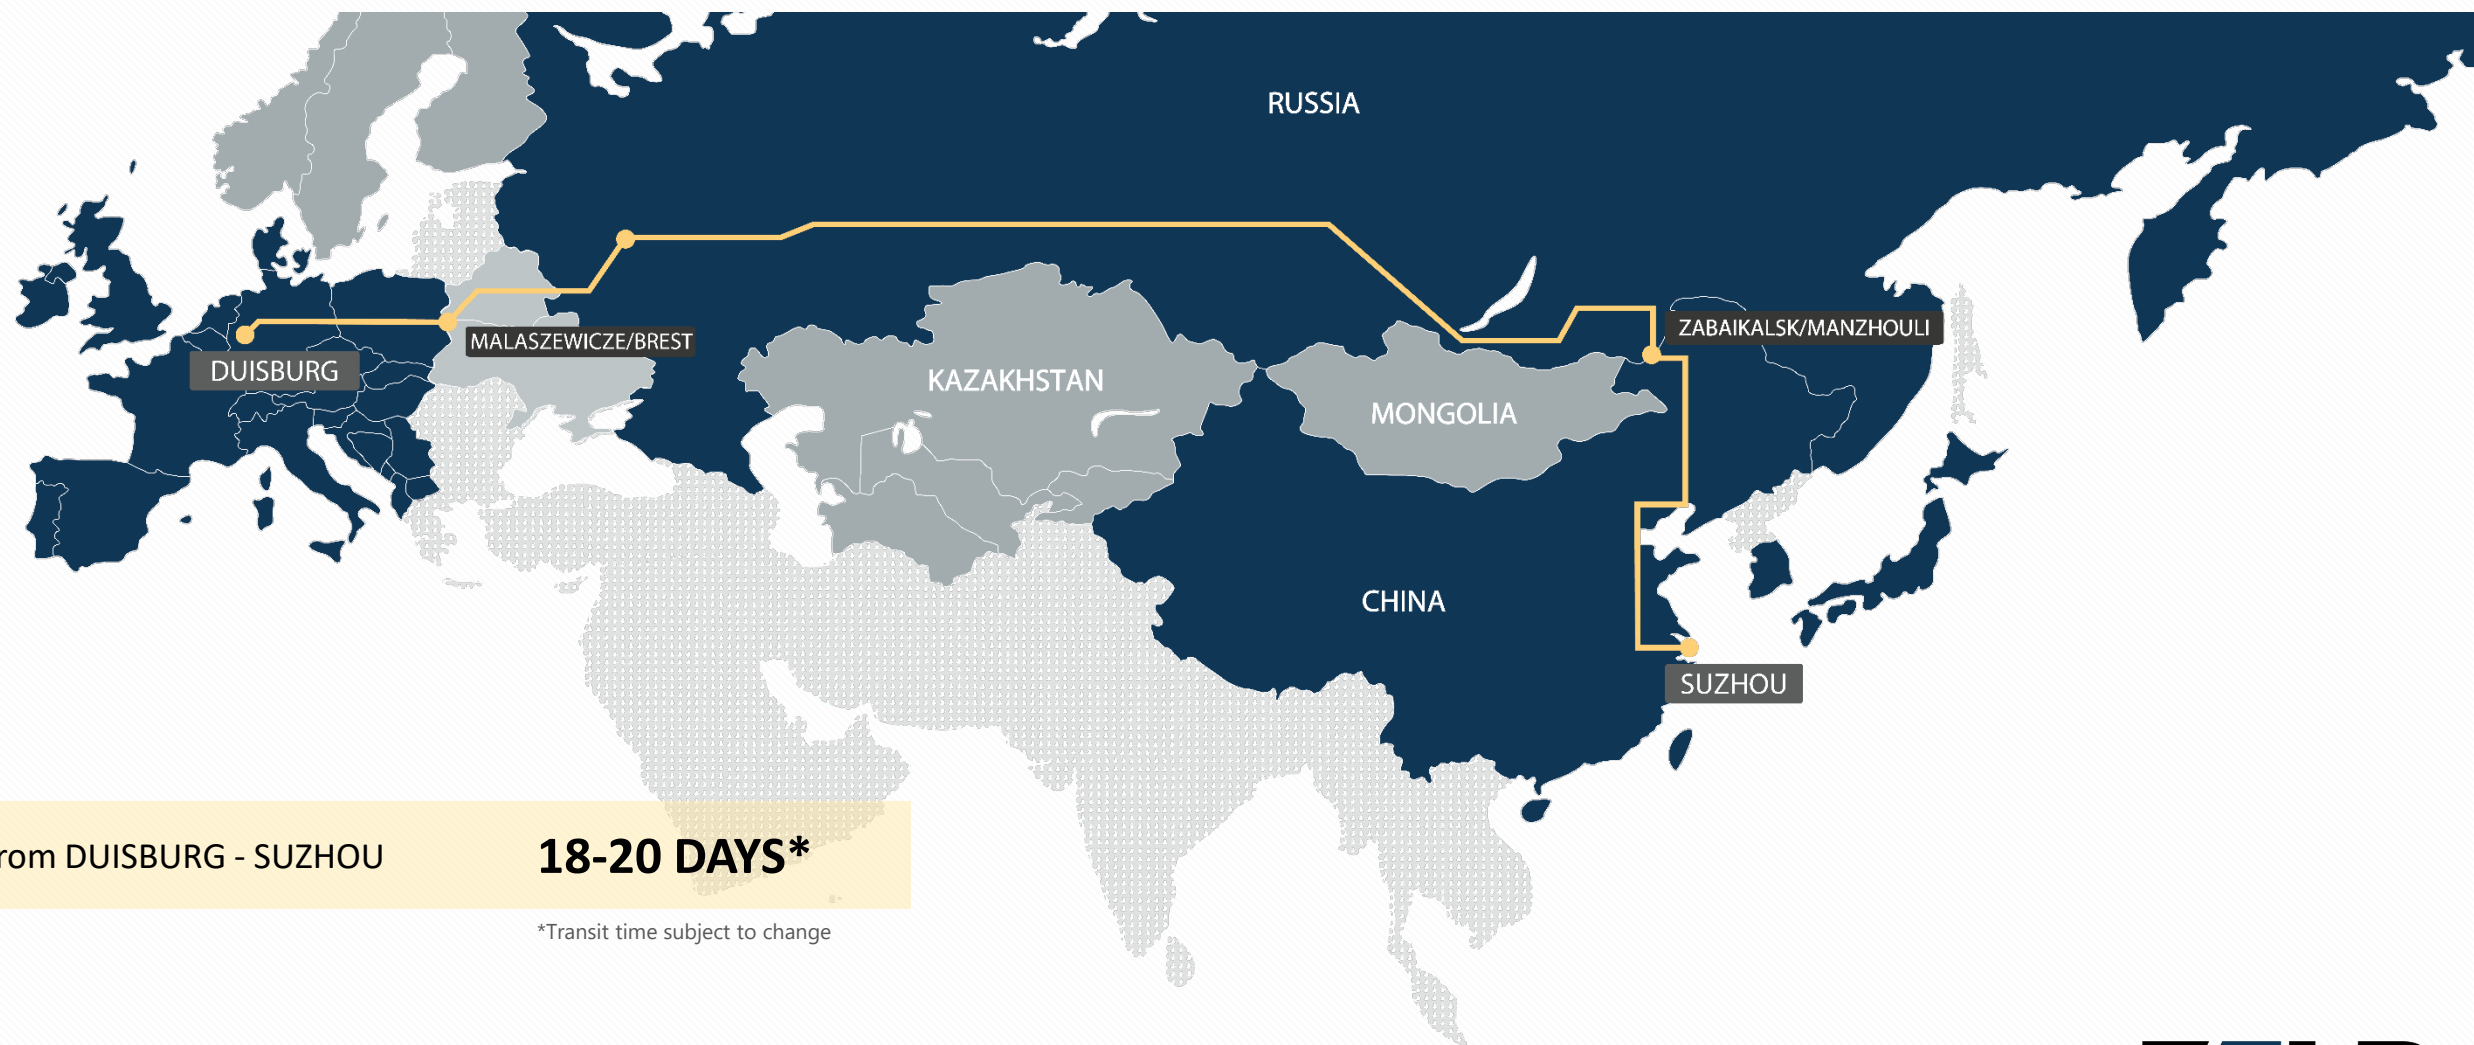 RUSSIA
ZABAIKALSK/MANZHOULI
MALASZEWICZE/BREST
DUISBURG
KAZAKHSTAN
MONGOLIA
CHINA
SUZHOU
rom DUISBURG - SUZHOU 18-20 DAYS*
*Transit time subject to change